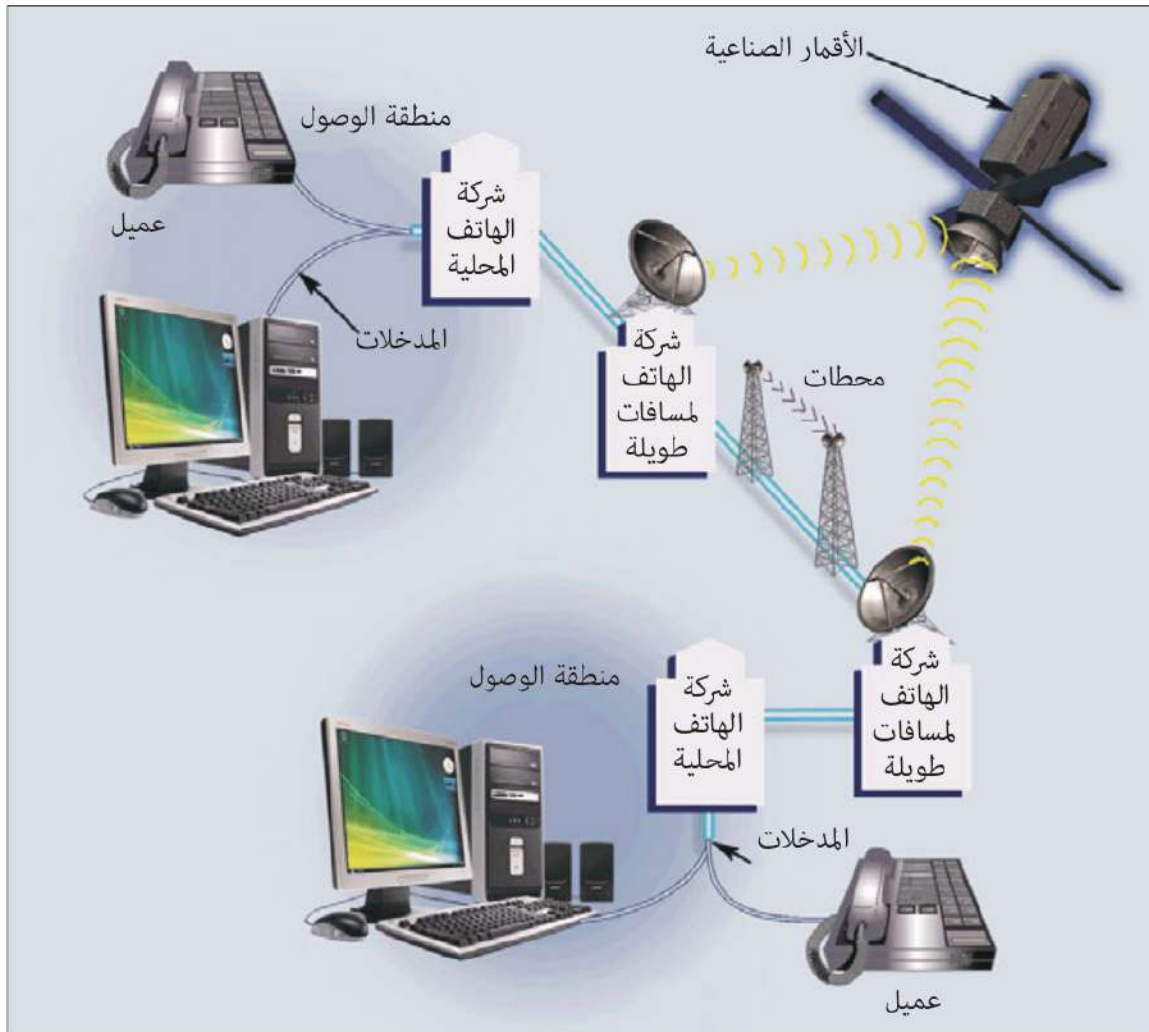 الأقمار الصناعية
منطقة الوصول
شركة
الهاتف
المحلية
عميل
المدخلات
شركة
الهاتف
لمسافات
طويلة
محطات
منطقة الوصول
شركة
الهاتف
المحلية
شركة
الهاتف
لمسافات
طويلة
المدخلات
عميل